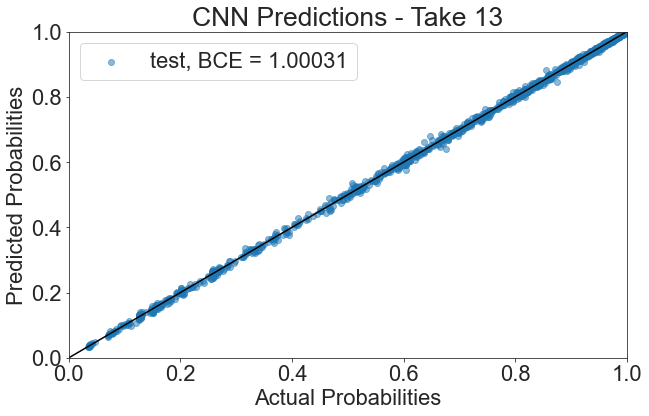 CNN Predictions - Take 13
test, BCE = 1.00031
Predicted Probabilities
1.0
0.8
0.6
0.4
0.2
0.0
0.0 0.2 0.4 0.6 0.8 1.0
Actual Probabilities